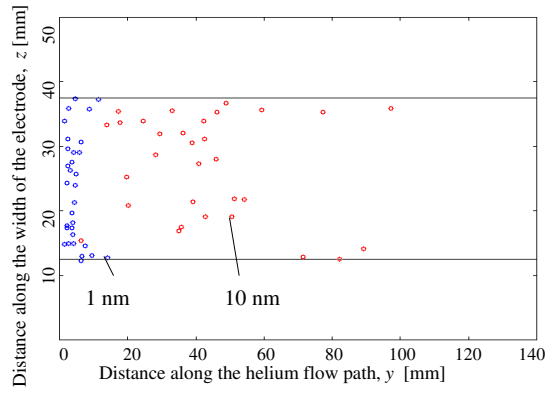 50
40
30
20
10
0 20 40 60 80 100 120 140
Distance along the width of the electrode, z [mm]
1 nm
10 nm
Distance along the helium flow path, y [mm]